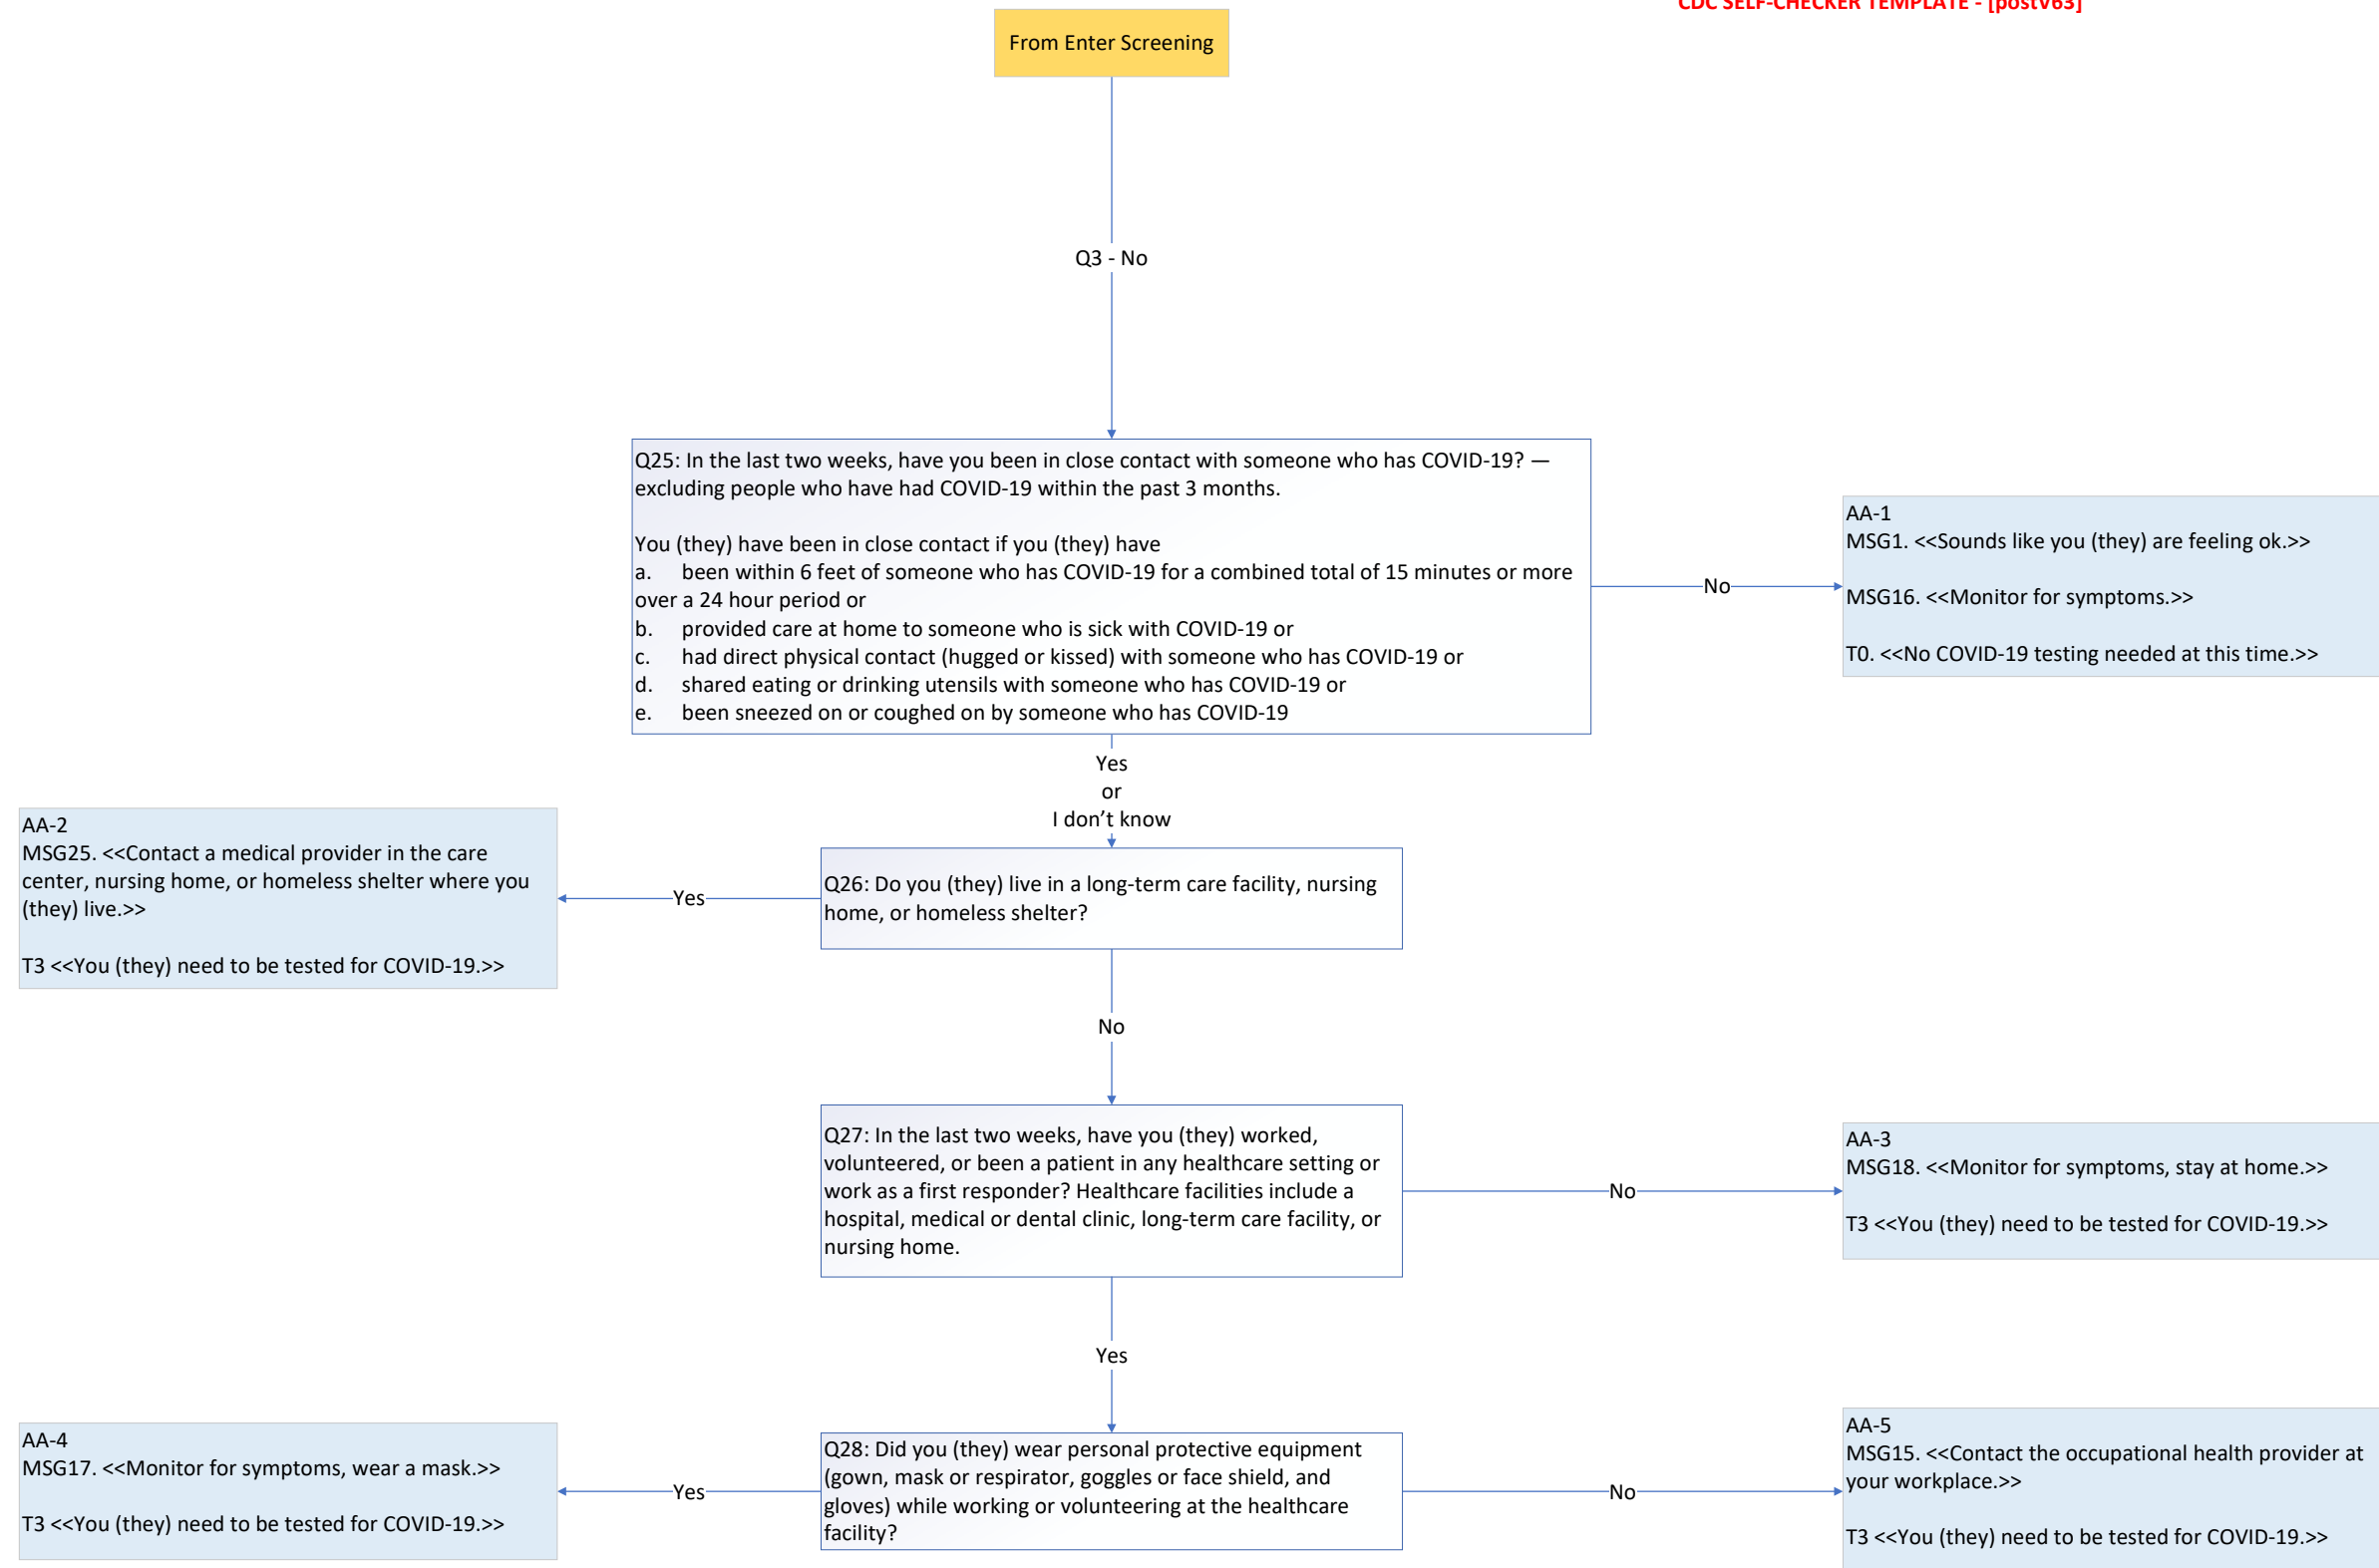 CDC SELF-CHECKER TEMPLATE - [postV63]
From Enter Screening
Q3 - No
Q25: In the last two weeks, have you been in close contact with someone who has COVID-19? —
excluding people who have had COVID-19 within the past 3 months.
You (they) have been in close contact if you (they) have
a. been within 6 feet of someone who has COVID-19 for a combined total of 15 minutes or more
over a 24 hour period or
b. provided care at home to someone who is sick with COVID-19 or
c. had direct physical contact (hugged or kissed) with someone who has COVID-19 or
d. shared eating or drinking utensils with someone who has COVID-19 or
e. been sneezed on or coughed on by someone who has COVID-19
No
AA-1
MSG1. <<Sounds like you (they) are feeling ok.>>
MSG16. <<Monitor for symptoms.>>
T0. <<No COVID-19 testing needed at this time.>>
Yes
or
I don’t know
AA-2
MSG25. <<Contact a medical provider in the care
center, nursing home, or homeless shelter where you
(they) live.>>
T3 <<You (they) need to be tested for COVID-19.>>
Yes
Q26: Do you (they) live in a long-term care facility, nursing
home, or homeless shelter?
No
Q27: In the last two weeks, have you (they) worked,
volunteered, or been a patient in any healthcare setting or
work as a first responder? Healthcare facilities include a
hospital, medical or dental clinic, long-term care facility, or
nursing home.
No
AA-3
MSG18. <<Monitor for symptoms, stay at home.>>
T3 <<You (they) need to be tested for COVID-19.>>
Yes
AA-4
MSG17. <<Monitor for symptoms, wear a mask.>>
T3 <<You (they) need to be tested for COVID-19.>>
Yes
Q28: Did you (they) wear personal protective equipment
(gown, mask or respirator, goggles or face shield, and
gloves) while working or volunteering at the healthcare
facility?
No
AA-5
MSG15. <<Contact the occupational health provider at
your workplace.>>
T3 <<You (they) need to be tested for COVID-19.>>